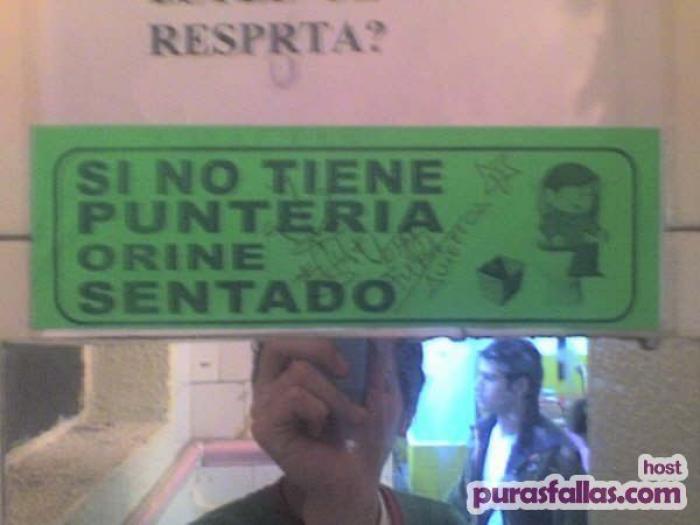 RESPRTA?
SI NO TIENE
PUNTERIA
ORINE
SENTADO
host
purasfallas.com